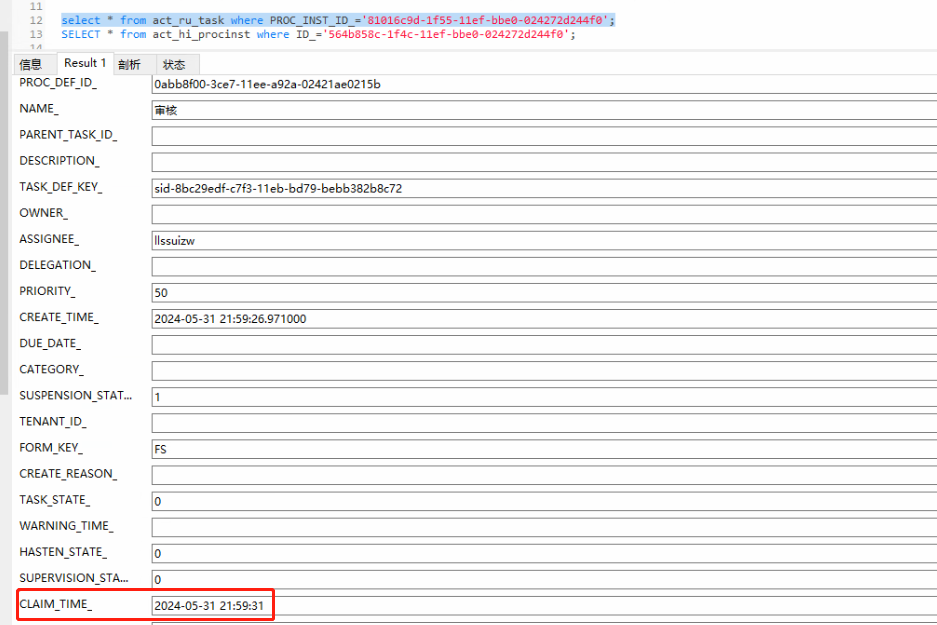 11
12 select * from act_ru_task where PROC_INST_ID_='81016c9d-1f55-11ef-bbe0-024272d244f0';
13 SELECT * from act_hi_procinst where ID_='564b858c-1f4c-11ef-bbe0-024272d244f0';
14
信息 Result 1 剖析 状态
PROC_DEF_ID_ 0abb8f00-3ce7-11ee-a92a-02421ae0215b
NAME_ 审核
PARENT_TASK_ID_
DESCRIPTION_
TASK_DEF_KEY_ sid-8bc29edf-c7f3-11eb-bd79-bebb382b8c72
OWNER_
ASSIGNEE_ llssuizw
DELEGATION_
PRIORITY_ 50
CREATE_TIME_ 2024-05-31 21:59:26.971000
DUE_DATE_
CATEGORY_
SUSPENSION_STAT... 1
TENANT_ID_
FORM_KEY_ FS
CREATE_REASON_
TASK_STATE_ 0
WARNING_TIME_
HASTEN_STATE_ 0
SUPERVISION_STA... 0
CLAIM_TIME_ 2024-05-31 21:59:31